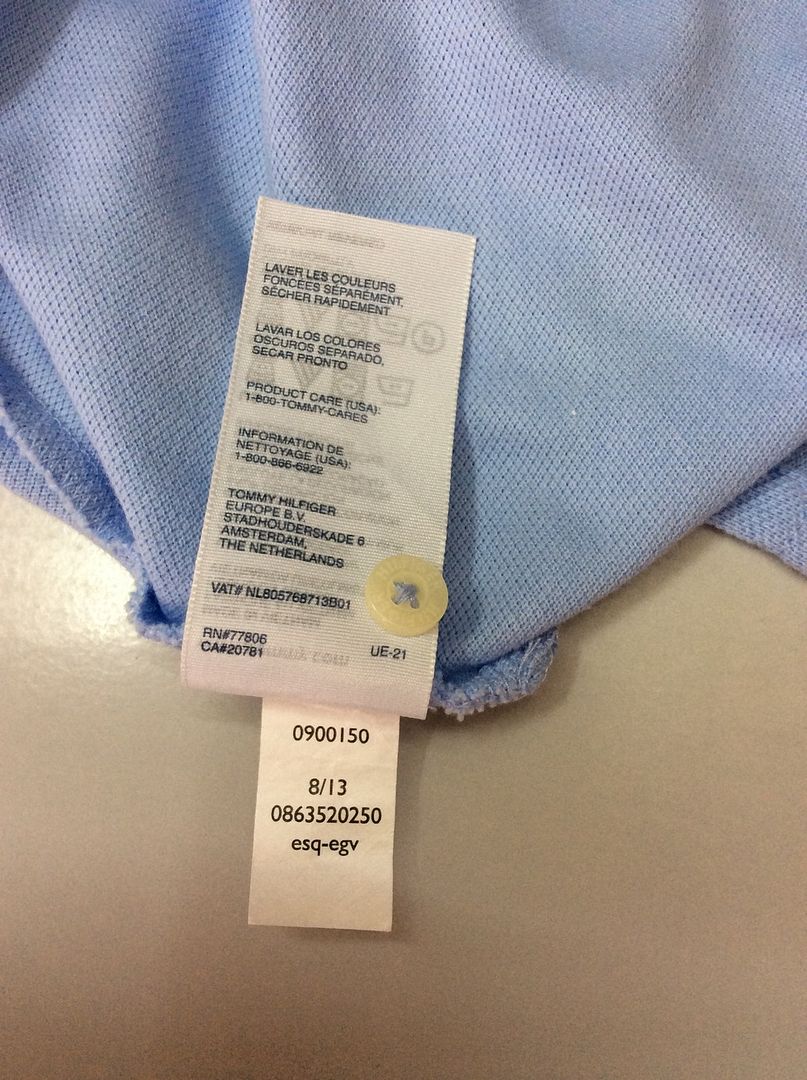 LAVER LES COULEURS
FONCÉES SÉPARÉMENT,
SÉCHER RAPIDEMENT
LAVAR LOS COLORES
OSCUROS SEPARADO,
SECAR PRONTO
PRODUCT CARE (USA):
1-800-TOMMY-CARES
INFORMATION DE
NETTOYAGE (USA):
1-800-866-6922
TOMMY HILFIGER
EUROPE B.V.
STADHOUDERSKADE 6
AMSTERDAM,
THE NETHERLANDS
VAT# NL805768713B01
RN#77806
CA#20781 UE-21
0900150
8/13
0863520250
esq-egv